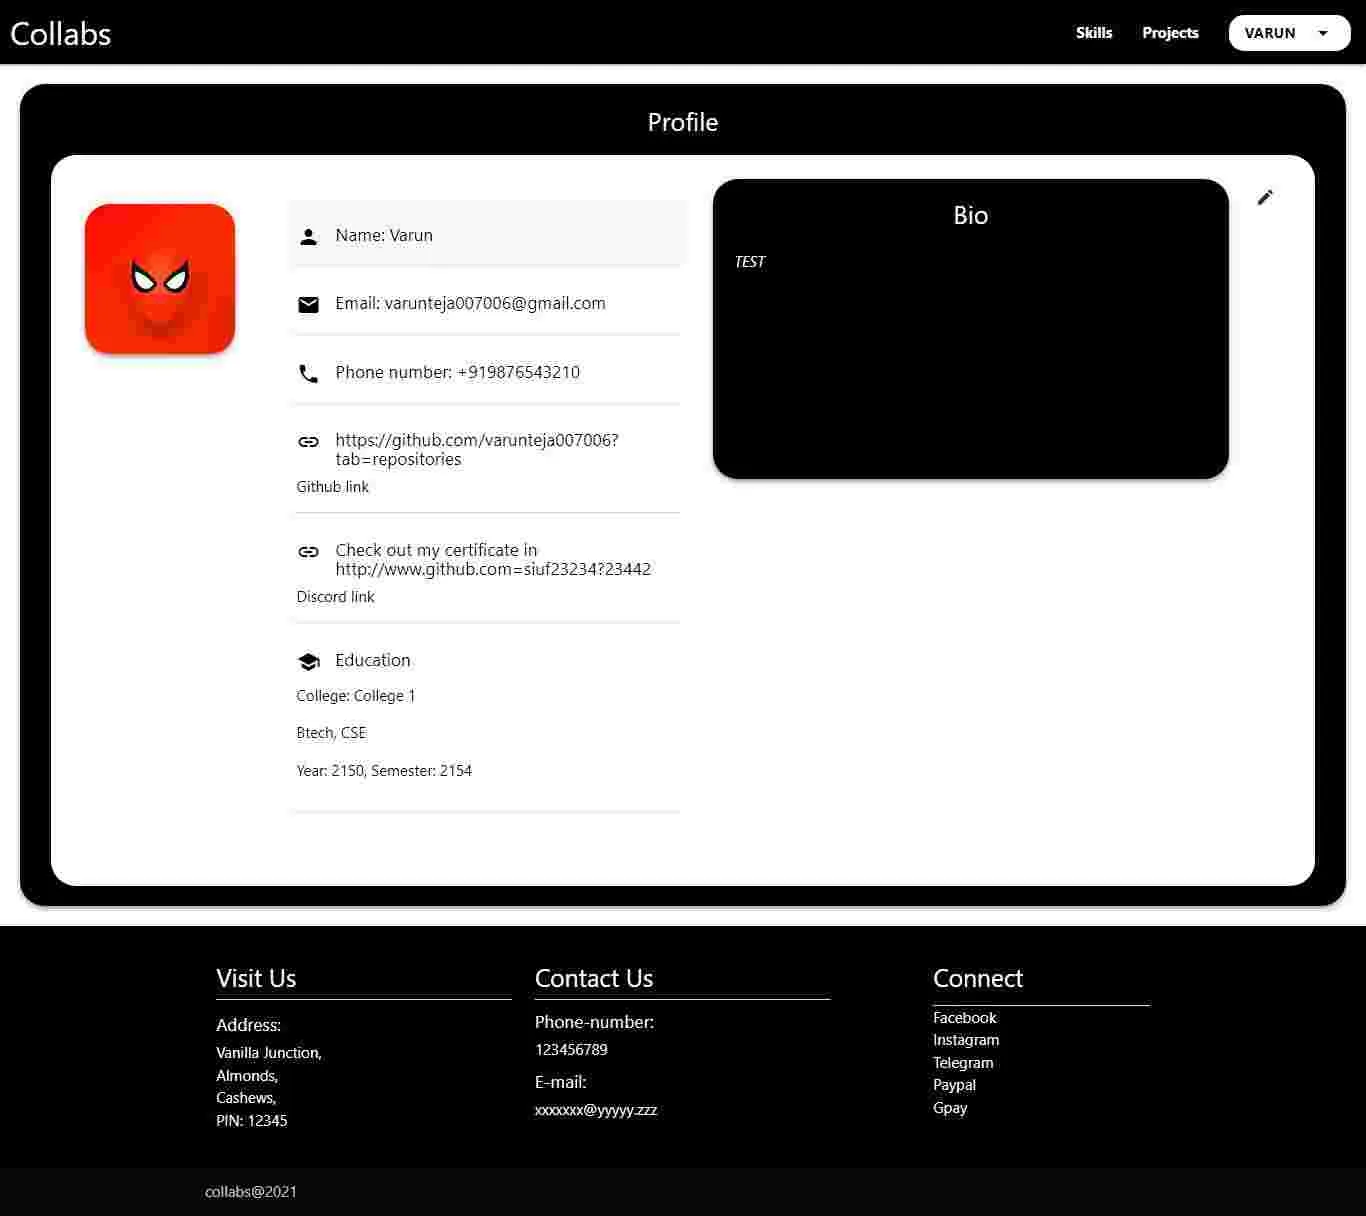 Collabs
Skills
Projects
VARUN
Profile
Name: Varun
Email: varunteja007006@gmail.com
Phone number: +919876543210
https://github.com/varunteja007006?
tab=repositories
Github link
Check out my certificate in
http://www.github.com=siuf23234?23442
Discord link
Education
College: College 1
Btech, CSE
Year: 2150, Semester: 2154
Bio
TEST
Visit Us
Address:
Vanilla Junction,
Almonds,
Cashews,
PIN: 12345
Contact Us
Phone-number:
123456789
E-mail:
xxxxxxx@yyyyy.zzz
Connect
Facebook
Instagram
Telegram
Paypal
Gpay
collabs@2021